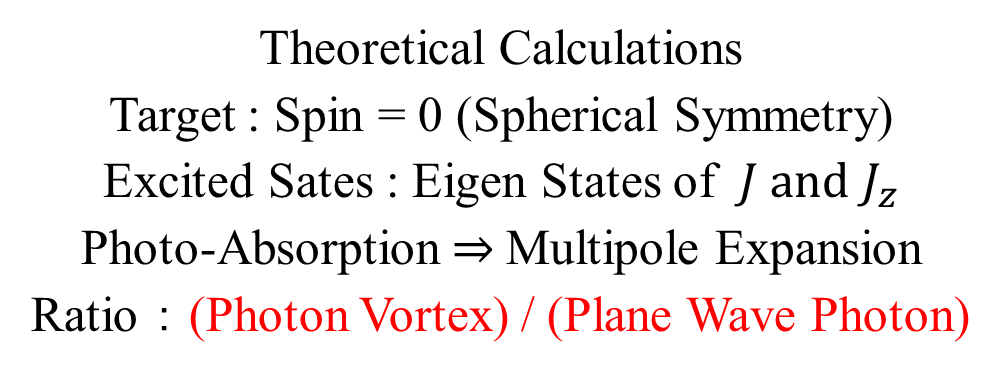 Theoretical Calculations
Target : Spin = 0 (Spherical Symmetry)
Excited Sates : Eigen States of J and J_z
Photo-Absorption ⇒ Multipole Expansion
Ratio : (Photon Vortex) / (Plane Wave Photon)